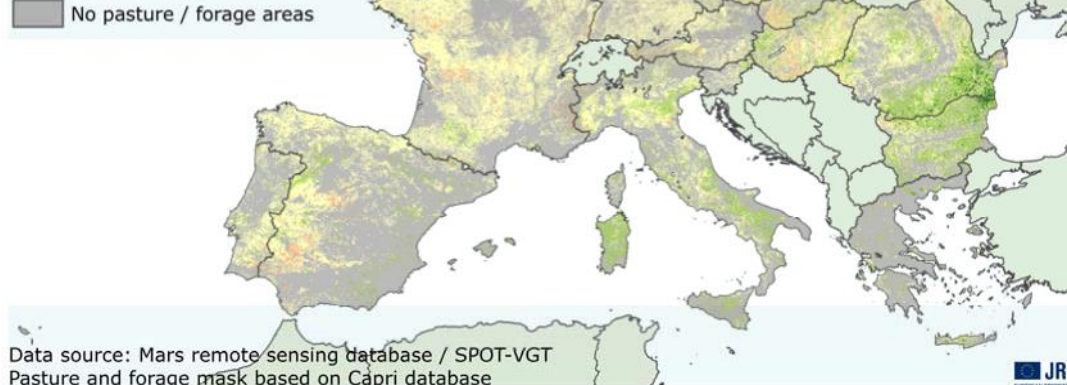 No pasture / forage areas
Data source: Mars remote sensing database / SPOT-VGT
Pasture and forage mask based on Capri database
JR